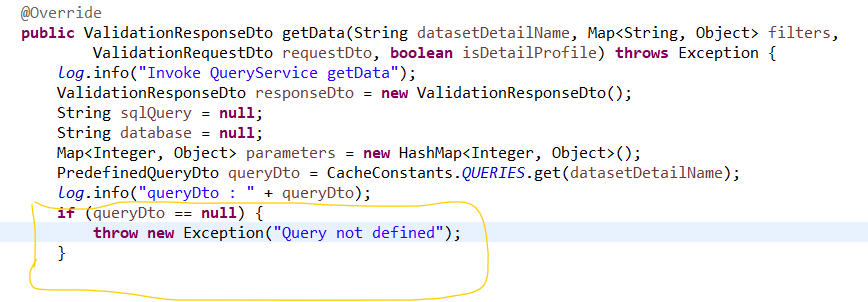 @Override
public ValidationResponseDto getData(String datasetDetailName, Map<String, Object> filters,
ValidationRequestDto requestDto, boolean isDetailProfile) throws Exception {
log.info("Invoke QueryService getData");
ValidationResponseDto responseDto = new ValidationResponseDto();
String sqlQuery = null;
String database = null;
Map<Integer, Object> parameters = new HashMap<Integer, Object>();
PredefinedQueryDto queryDto = CacheConstants.QUERIES.get(datasetDetailName);
log.info("queryDto : " + queryDto);
if (queryDto == null) {
throw new Exception("Query not defined");
}